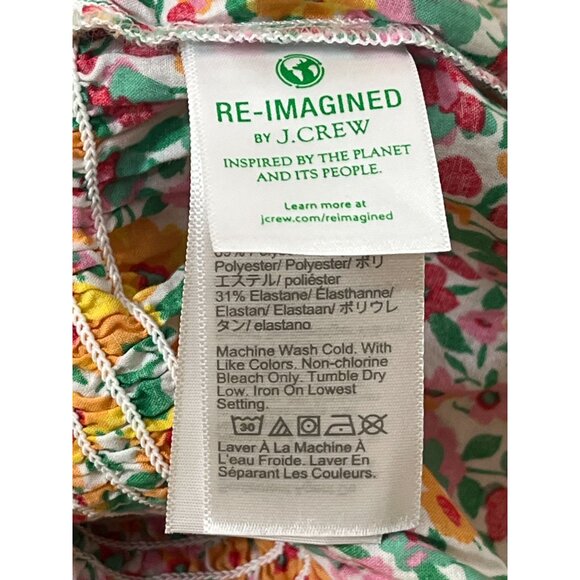 RE-IMAGINED
BY J.CREW
INSPIRED BY THE PLANET
AND ITS PEOPLE.
Learn more at
jcrew.com/reimagined
Polyester/ Polyester/ ポリ
エステル/ poliéster
31% Elastane/ Élasthanne/
Elastan/ Elastaan/ ポリウレ
タン/ elastano
Machine Wash Cold. With
Like Colors. Non-chlorine
Bleach Only. Tumble Dry
Low. Iron On Lowest
Setting.
30
Laver À La Machine À
L'eau Froide. Laver En
Séparant Les Couleurs.